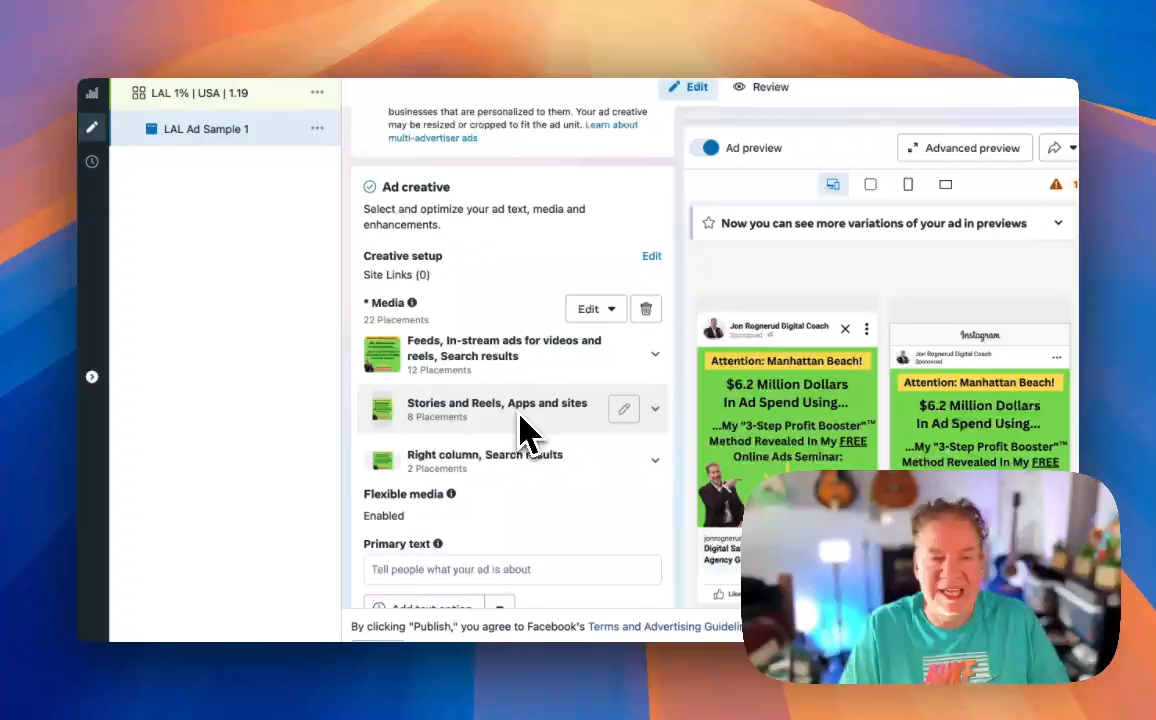 LAL 1% | USA | 1.19
LAL Ad Sample 1
Edit
Review
businesses that are personalized to them. Your ad creative
may be resized or cropped to fit the ad unit. Learn about
multi-advertiser ads
Ad creative
Select and optimize your ad text, media and
enhancements.
Creative setup
Edit
Site Links (0)
* Media
Edit
22 Placements
Feeds, In-stream ads for videos and
reels, Search results
12 Placements
Stories and Reels, Apps and sites
8 Placements
Right column, Search results
2 Placements
Flexible media
Enabled
Primary text
Tell people what your ad is about
Add text option
By clicking "Publish," you agree to Facebook's Terms and Advertising
Ad preview
Advanced preview
1
Now you can see more variations of your ad in previews
Jon Rognerud Digital Coach
Sponsored
Attention: Manhattan Beach!
$6.2 Million Dollars
In Ad Spend Using...
...My "3-Step Profit Booster"™
Method Revealed In My FREE
Online Ads Seminar:
Digital
Agency
Like
Instagram
Jon Rognerud Digital Coach
Sponsored
Attention: Manhattan Beach!
$6.2 Million Dollars
In Ad Spend Using...
...My "3-Step Profit Booster"™
Method Revealed In My FREE